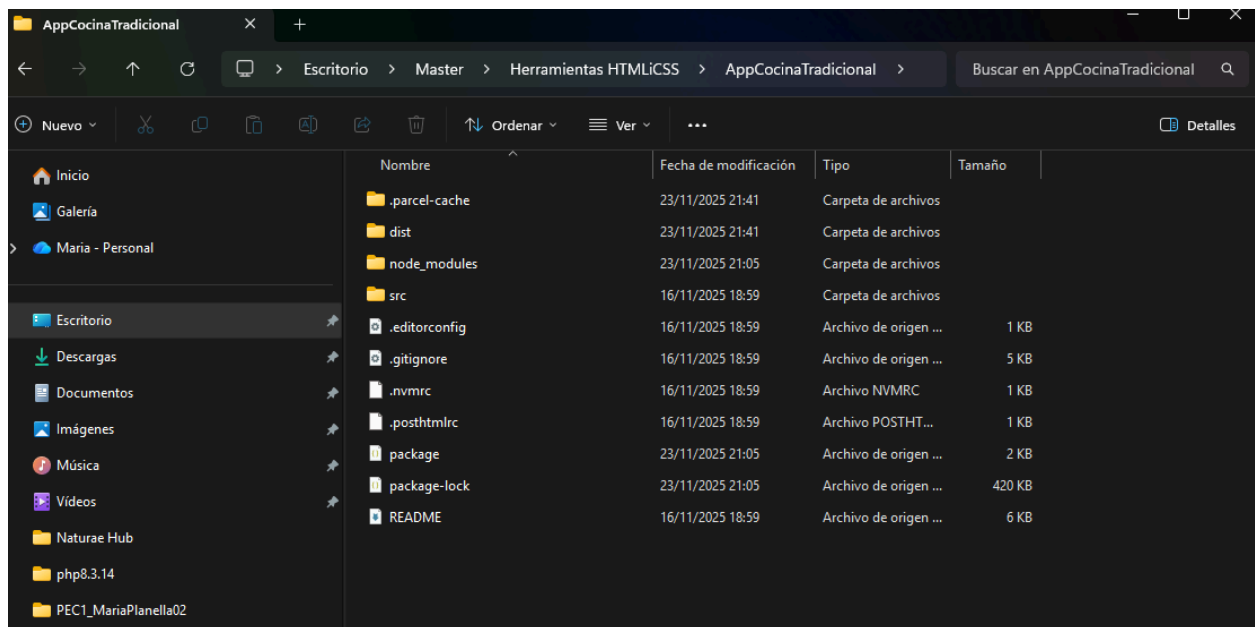 AppCocinaTradicional
Escritorio > Master > Herramientas HTMLiCSS > AppCocinaTradicional >
Buscar en AppCocinaTradicional
Nuevo
Ordenar
Ver
Detalles
Nombre Fecha de modificación Tipo Tamaño
Inicio
Galería
Maria - Personal
Escritorio
Descargas
Documentos
Imágenes
Música
Vídeos
Naturae Hub
php8.3.14
PEC1_MariaPlanella02
.parcel-cache 23/11/2025 21:41 Carpeta de archivos
dist 23/11/2025 21:41 Carpeta de archivos
node_modules 23/11/2025 21:05 Carpeta de archivos
src 16/11/2025 18:59 Carpeta de archivos
.editorconfig 16/11/2025 18:59 Archivo de origen ... 1 KB
.gitignore 16/11/2025 18:59 Archivo de origen ... 5 KB
.nvmrc 16/11/2025 18:59 Archivo NVMRC 1 KB
.posthtmlrc 16/11/2025 18:59 Archivo POSTHT... 1 KB
package 23/11/2025 21:05 Archivo de origen ... 2 KB
package-lock 23/11/2025 21:05 Archivo de origen ... 420 KB
README 16/11/2025 18:59 Archivo de origen ... 6 KB